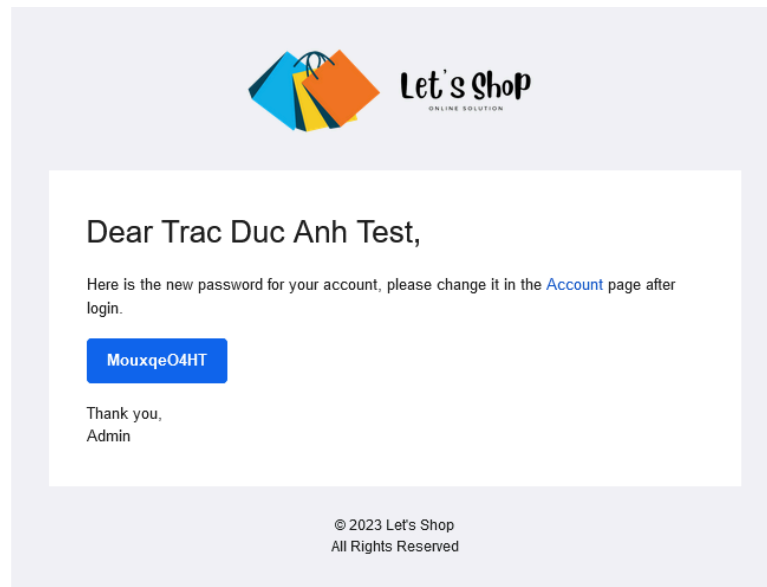 Let's Shop
ONLINE SOLUTION
Dear Trac Duc Anh Test,
Here is the new password for your account, please change it in the Account page after
login.
MouxqeO4HT
Thank you,
Admin
© 2023 Let's Shop
All Rights Reserved